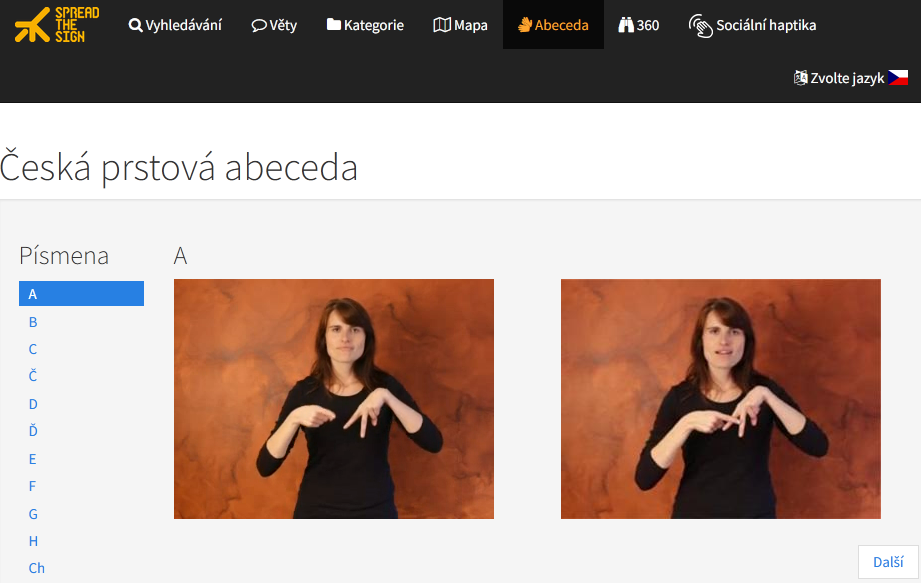 SPREAD
THE
SIGN
Vyhledávání
Věty
Kategorie
Mapa
Abeceda
360
Sociální haptika
Zvolte jazyk
Česká prstová abeceda
Písmena
A
B
C
Č
D
Ď
E
F
G
H
Ch
A
Další